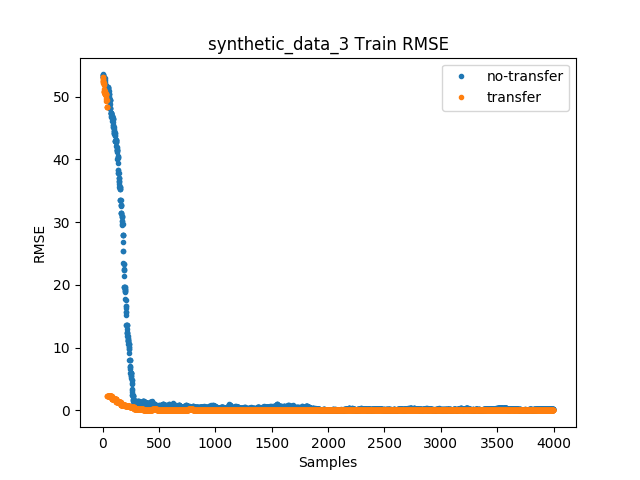 synthetic_data_3 Train RMSE
no-transfer
transfer
RMSE
50
40
30
20
10
0
0 500 1000 1500 2000 2500 3000 3500 4000
Samples